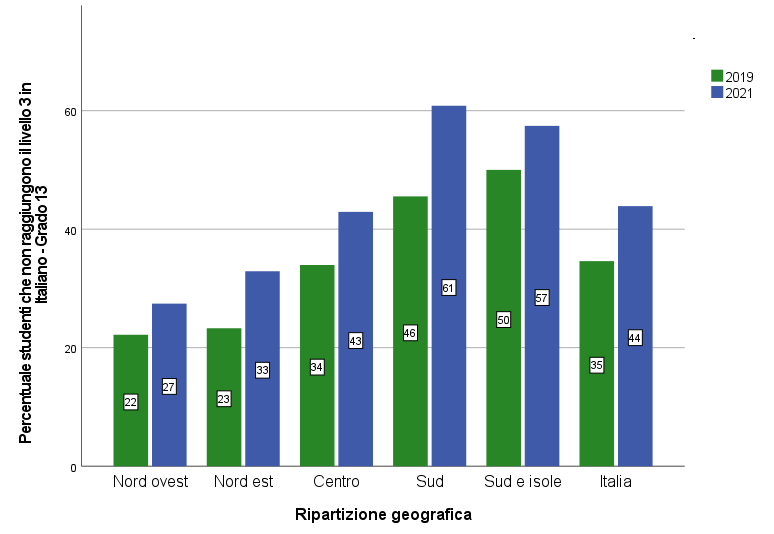 2019
2021
Percentuale studenti che non raggiungono il livello 3 in
Italiano - Grado 13
60
40
20
0
22
27
23
33
34
43
46
61
50
57
35
44
Nord ovest
Nord est
Centro
Sud
Sud e isole
Italia
Ripartizione geografica